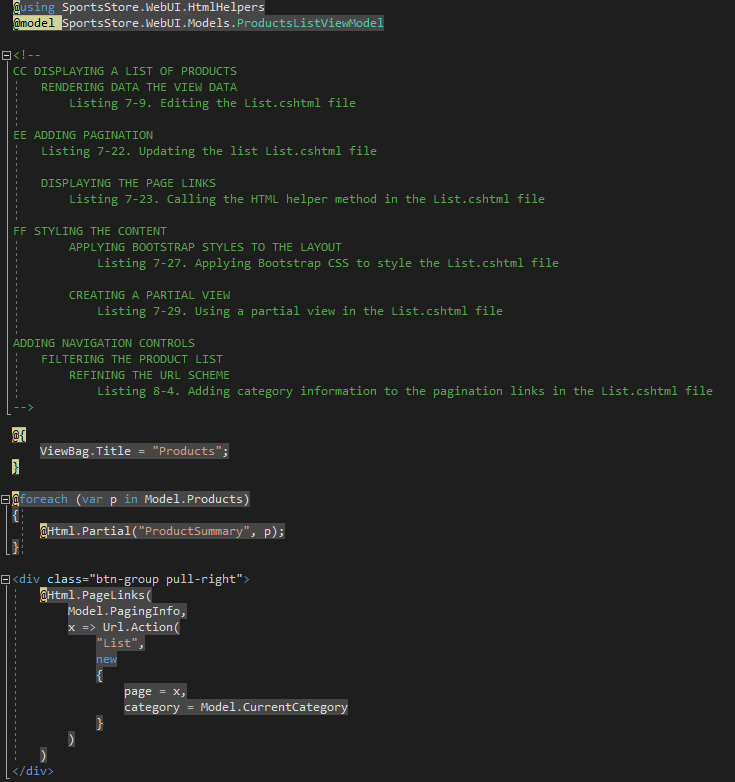 @using SportsStore.WebUI.HtmlHelpers
@model SportsStore.WebUI.Models.ProductsListViewModel
<!--
CC DISPLAYING A LIST OF PRODUCTS
RENDERING DATA THE VIEW DATA
Listing 7-9. Editing the List.cshtml file
EE ADDING PAGINATION
Listing 7-22. Updating the list List.cshtml file
DISPLAYING THE PAGE LINKS
Listing 7-23. Calling the HTML helper method in the List.cshtml file
FF STYLING THE CONTENT
APPLYING BOOTSTRAP STYLES TO THE LAYOUT
Listing 7-27. Applying Bootstrap CSS to style the List.cshtml file
CREATING A PARTIAL VIEW
Listing 7-29. Using a partial view in the List.cshtml file
ADDING NAVIGATION CONTROLS
FILTERING THE PRODUCT LIST
REFINING THE URL SCHEME
Listing 8-4. Adding category information to the pagination links in the List.cshtml file
-->
@{
ViewBag.Title = "Products";
}
@foreach (var p in Model.Products)
{
@Html.Partial("ProductSummary", p);
}
<div class="btn-group pull-right">
@Html.PageLinks(
Model.PagingInfo,
x => Url.Action(
"List",
new
{
page = x,
category = Model.CurrentCategory
}
)
)
</div>